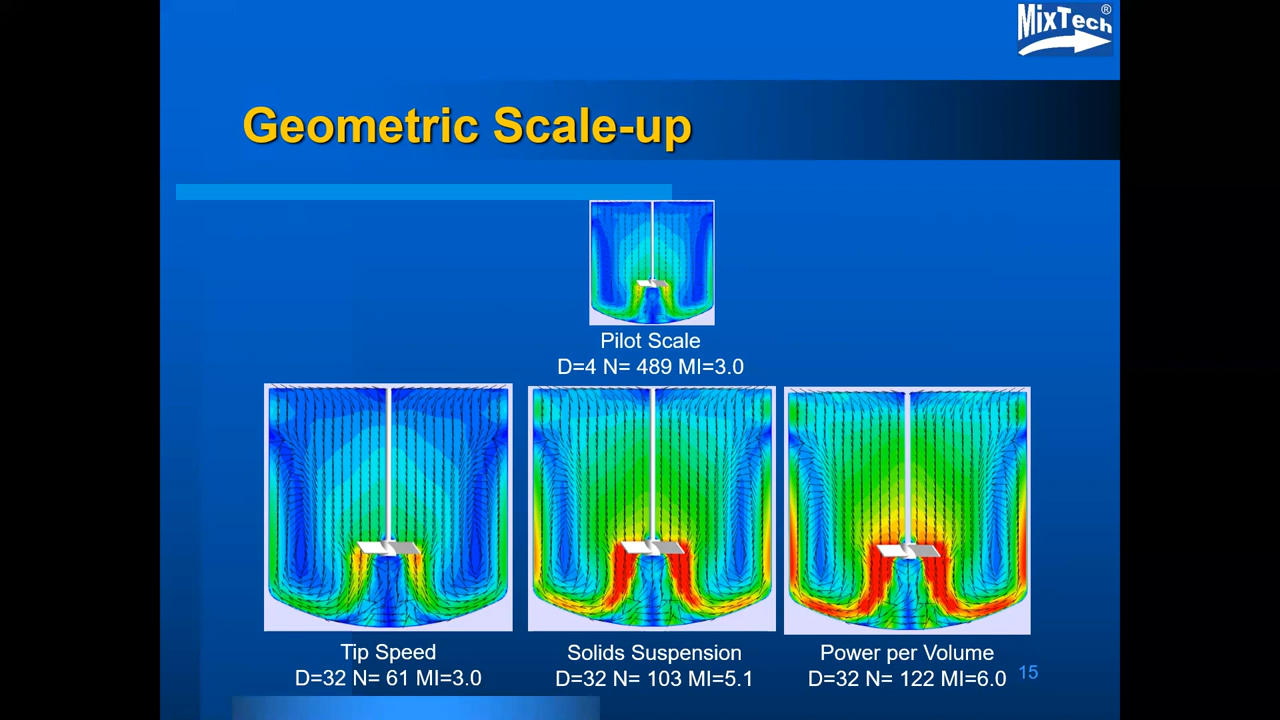 MixTech®
Geometric Scale-up
Pilot Scale
D=4 N= 489 MI=3.0
Tip Speed
D=32 N= 61 MI=3.0
Solids Suspension
D=32 N= 103 MI=5.1
Power per Volume
D=32 N= 122 MI=6.0
15